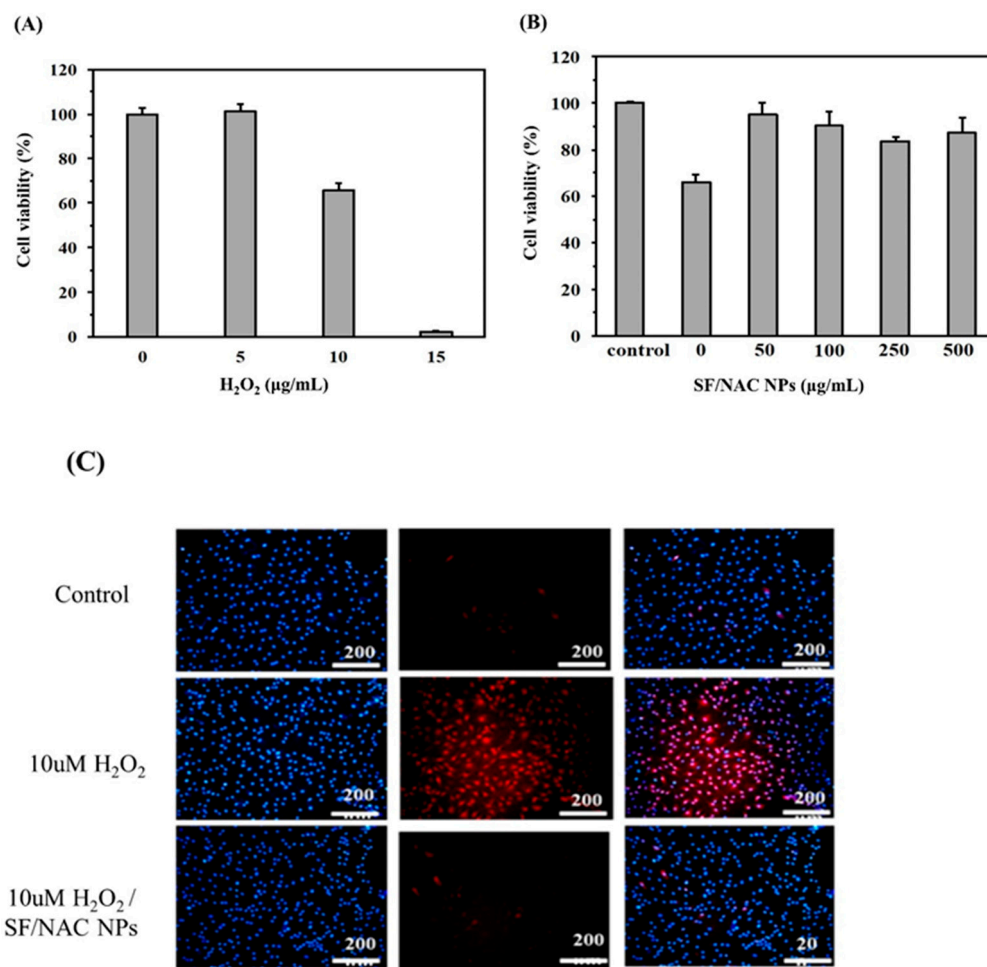 (A)
120
100
80
60
40
20
0
Cell viability (%)
0 5 10 15
H₂O₂ (µg/mL)
(B)
120
100
80
60
40
20
0
Cell viability (%)
control 0 50 100 250 500
SF/NAC NPs (µg/mL)
(C)
Control
200 200 200
10uM H₂O₂
200 200 200
10uM H₂O₂ /
SF/NAC NPs
200 200 20